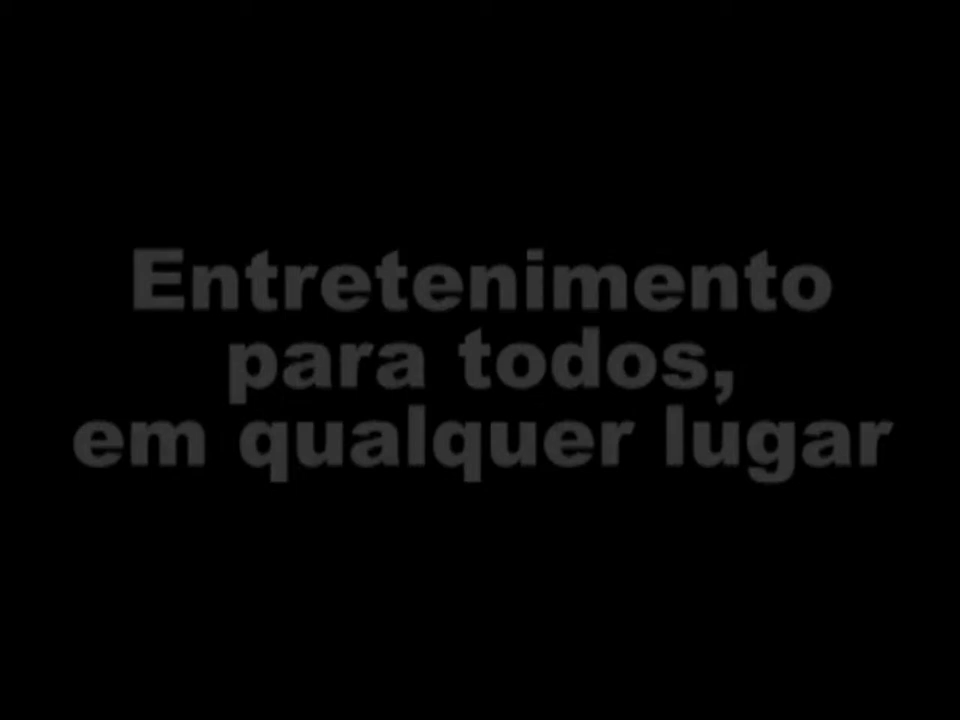 Entretenimento
para todos,
em qualquer lugar